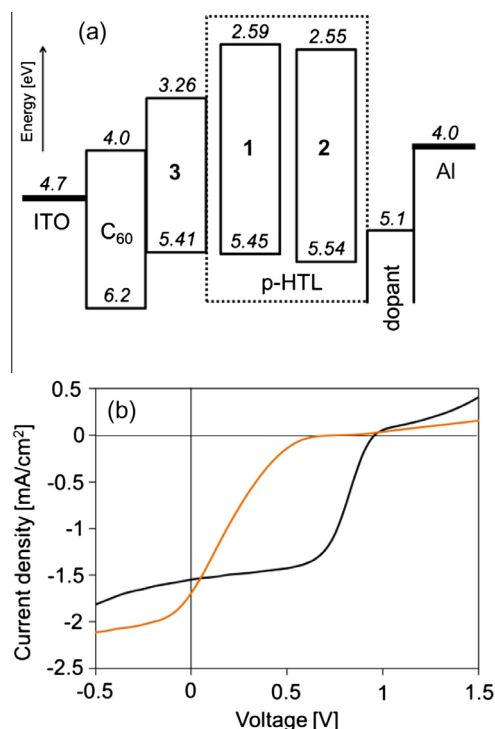 (a)
Energy [eV]
2.59
2.55
3.26
4.0
4.0
1
2
3
Al
4.7
ITO
C₆₀
5.1
5.41
5.45
5.54
p-HTL
dopant
6.2
(b)
Current density [mA/cm²]
0.5
0
-0.5
-1
-1.5
-2
-2.5
-0.5 0 0.5 1 1.5
Voltage [V]